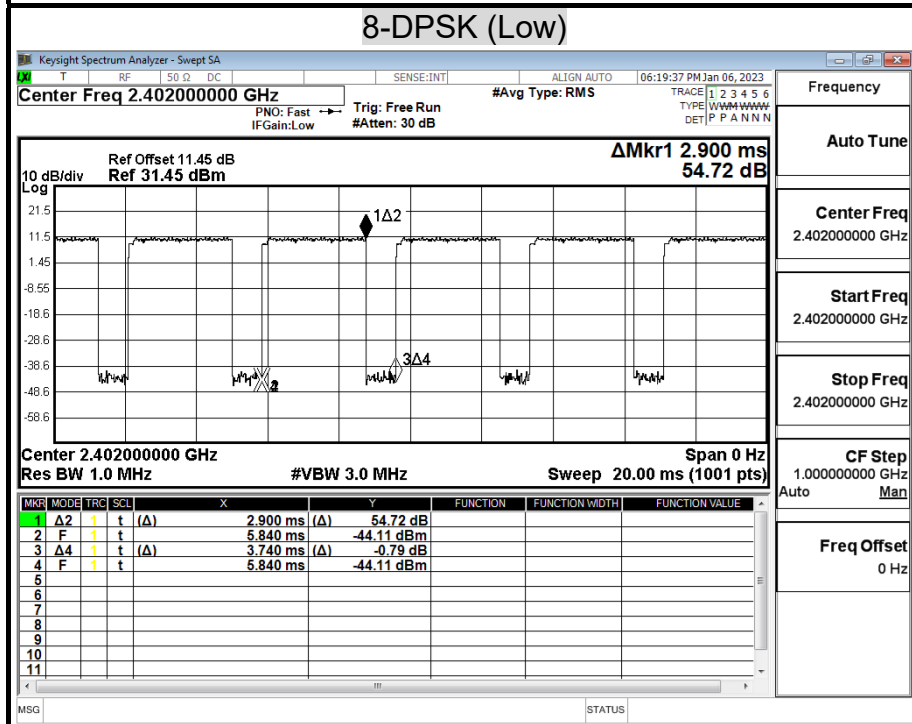 8-DPSK (Low)
Keysight Spectrum Analyzer - Swept SA
LXI T RF 50 Ω DC SENSE:INT ALIGN AUTO 06:19:37 PM Jan 06, 2023
Center Freq 2.402000000 GHz #Avg Type: RMS TRACE 1 2 3 4 5 6
PNO: Fast Trig: Free Run TYPE WWMWWWW
IFGain:Low #Atten: 30 dB DET P P A N N N
ΔMkr1 2.900 ms
54.72 dB
Ref Offset 11.45 dB
10 dB/div Ref 31.45 dBm
Log
21.5
11.5
1.45
-8.55
-18.6
-28.6
-38.6
-48.6
-58.6
1Δ2
3Δ4
Center 2.402000000 GHz Span 0 Hz
Res BW 1.0 MHz #VBW 3.0 MHz Sweep 20.00 ms (1001 pts)
MKR MODE TRC SCL X Y FUNCTION FUNCTION WIDTH FUNCTION VALUE
1 Δ2 1 t (Δ) 2.900 ms (Δ) 54.72 dB
2 F 1 t 5.840 ms -44.11 dBm
3 Δ4 1 t (Δ) 3.740 ms (Δ) -0.79 dB
4 F 1 t 5.840 ms -44.11 dBm
5
6
7
8
9
10
11
MSG STATUS
Frequency
Auto Tune
Center Freq
2.402000000 GHz
Start Freq
2.402000000 GHz
Stop Freq
2.402000000 GHz
CF Step
1.000000000 GHz
Auto Man
Freq Offset
0 Hz